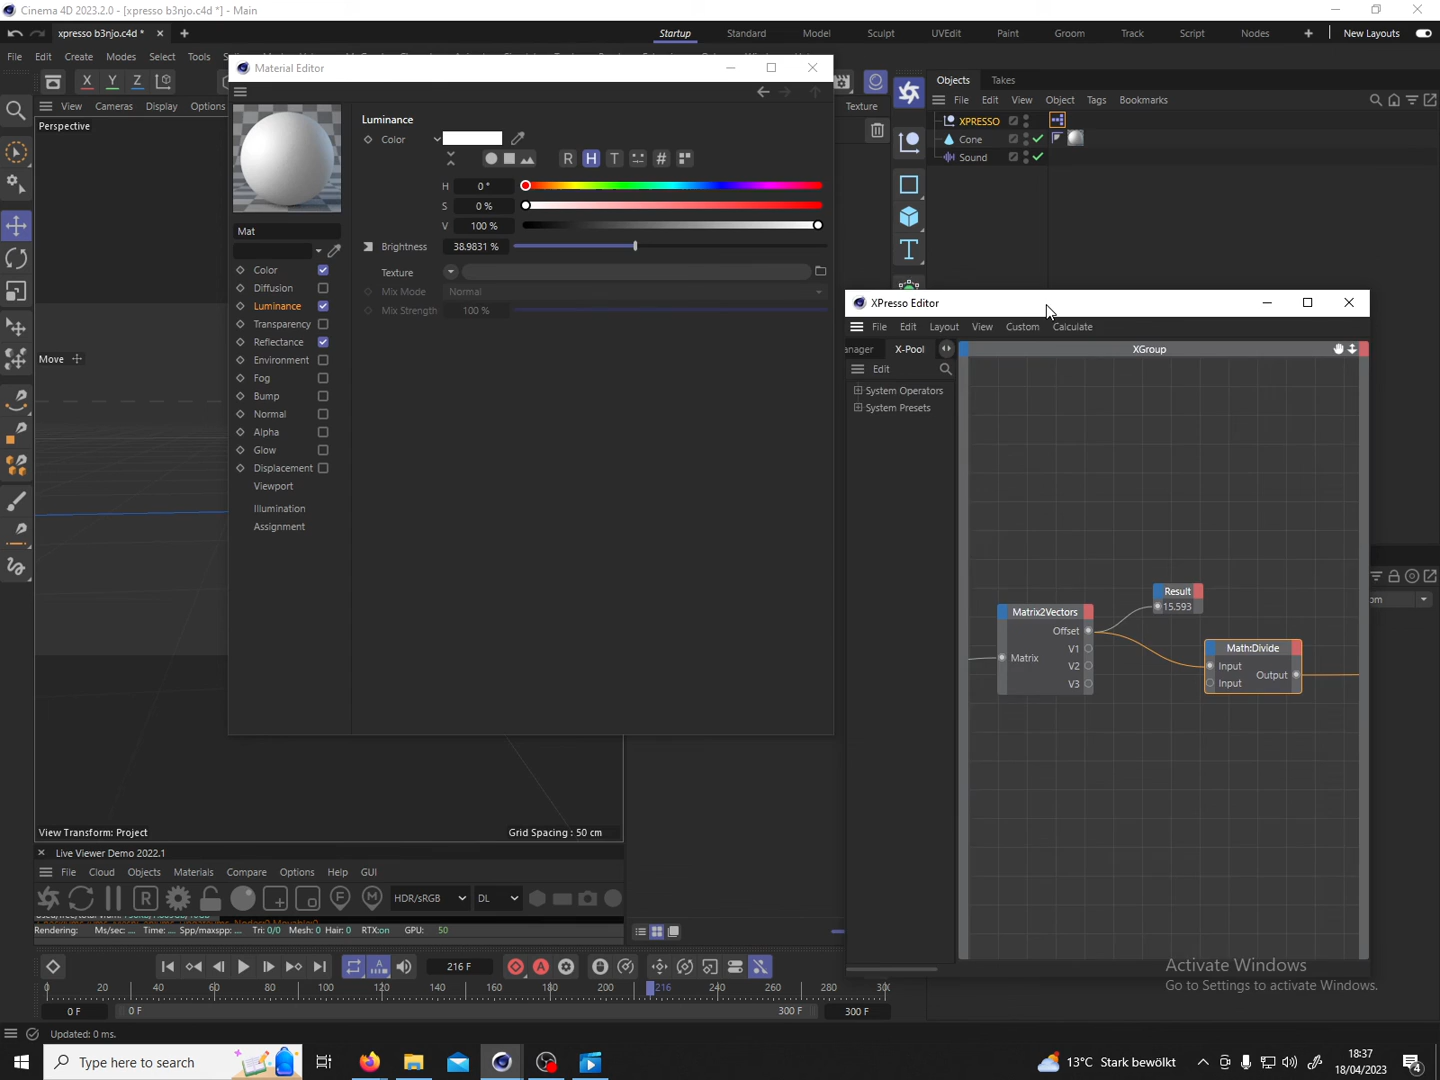 Cinema 4D 2023.2.0 - [xpresso b3njo.c4d *] - Main
xpresso b3njo.c4d *
Startup
Standard
Model
Sculpt
UVEdit
Paint
Groom
Track
Script
Nodes
New Layouts
File
Edit
Create
Modes
Select
Tools
Material Editor
X
Y
Z
View
Cameras
Display
Options
Texture
Objects
Takes
File
Edit
View
Object
Tags
Bookmarks
Perspective
XPRESSO
Cone
Sound
Luminance
Color
R
H
T
#
H
0 °
S
0 %
V
100 %
Mat
Brightness
38.9831 %
Texture
Mix Mode
Normal
Mix Strength
100 %
Color
Diffusion
Luminance
Transparency
Reflectance
Environment
Fog
Bump
Normal
Alpha
Glow
Displacement
Viewport
Illumination
Assignment
Move
T
XPresso Editor
File
Edit
Layout
View
Custom
Calculate
anager
X-Pool
XGroup
Edit
System Operators
System Presets
Matrix2Vectors
Offset
V1
Matrix
V2
V3
Result
15.593
Math:Divide
Input
Output
Input
om
View Transform: Project
Grid Spacing : 50 cm
Live Viewer Demo 2022.1
File
Cloud
Objects
Materials
Compare
Options
Help
GUI
R
F
M
HDR/sRGB
DL
Rendering:
Ms/sec: ...
Time: ...
Spp/maxspp: ...
Tri: 0/0
Mesh: 0
Hair: 0
RTX:on
GPU:
50
216 F
A
0
20
40
60
80
100
120
140
160
180
200
216
240
260
280
0 F
0 F
300 F
300 F
Activate Windows
Go to Settings to activate Windows.
Updated: 0 ms.
Type here to search
13°C Stark bewölkt
18:37
18/04/2023
4